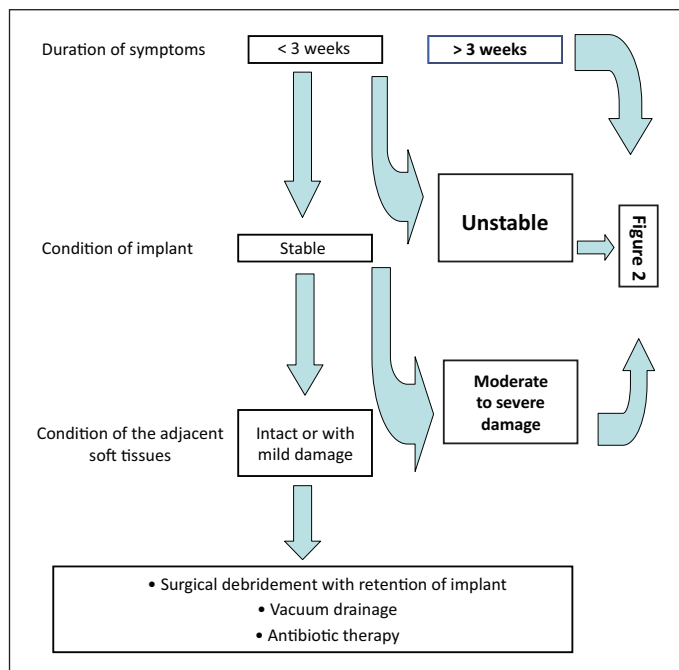 Duration of symptoms
< 3 weeks
> 3 weeks
Unstable
Figure 2
Condition of implant
Stable
Moderate
to severe
damage
Condition of the adjacent
soft tissues
Intact or with
mild damage
• Surgical debridement with retention of implant
• Vacuum drainage
• Antibiotic therapy